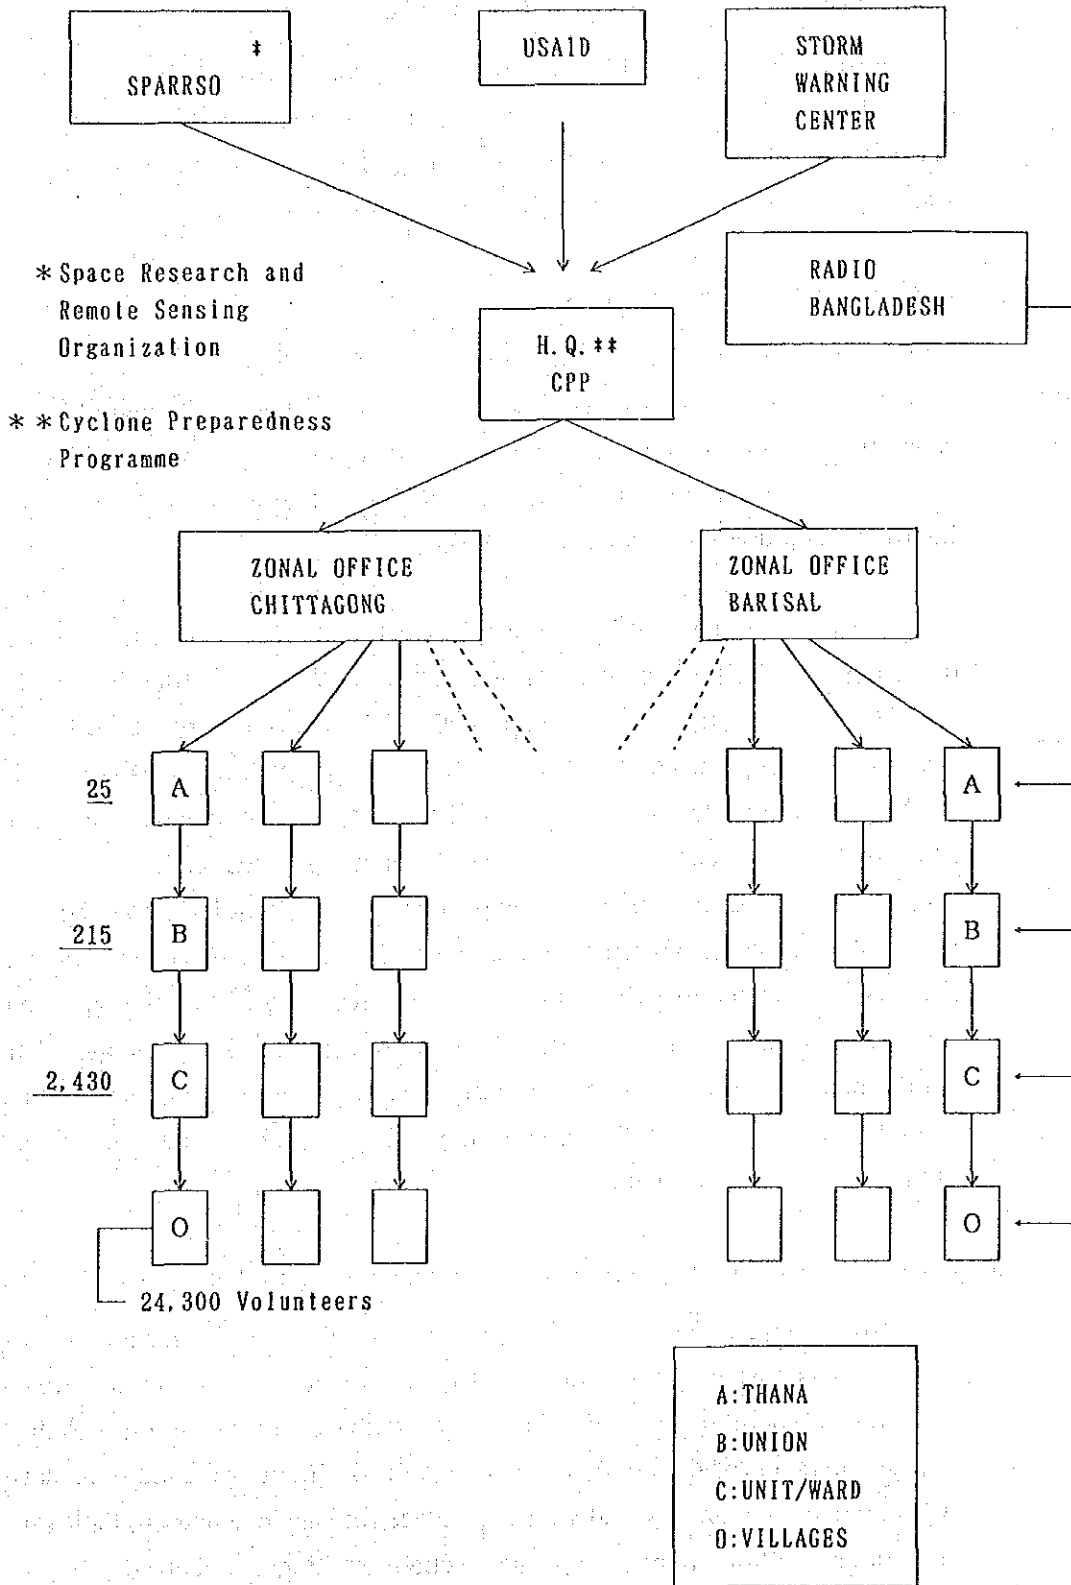 *
SPARRSO
USAID
STORM
WARNING
CENTER
RADIO
BANGLADESH
* Space Research and
Remote Sensing
Organization
H.Q.**
CPP
* * Cyclone Preparedness
Programme
ZONAL OFFICE
CHITTAGONG
ZONAL OFFICE
BARISAL
25
A
A
215
B
B
2,430
C
C
O
O
24,300 Volunteers
A:THANA
B:UNION
C:UNIT/WARD
O:VILLAGES